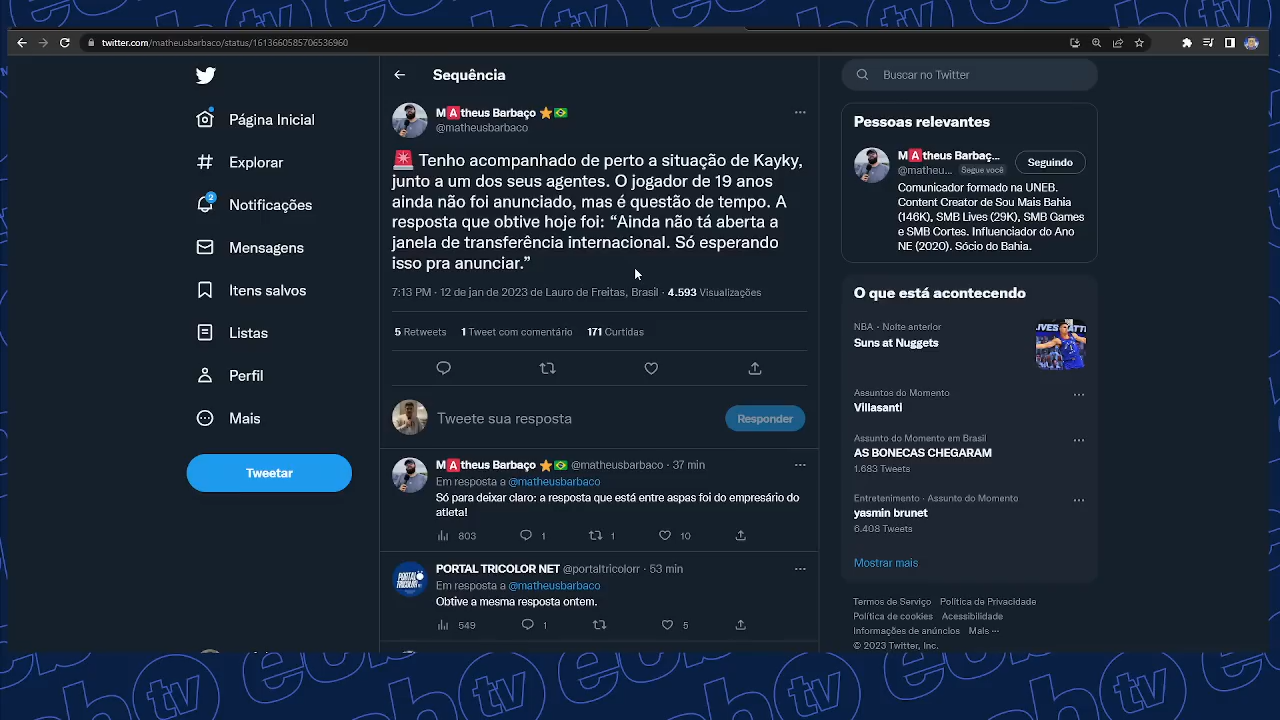 twitter.com/matheusbarbaco/status/1613660585706536960
Página Inicial
Explorar
2
Notificações
Mensagens
Itens salvos
Listas
Perfil
Mais
Tweetar
Sequência
M🅰️theus Barbaço ⭐🇧🇷
@matheusbarbaco
🚨 Tenho acompanhado de perto a situação de Kayky,
junto a um dos seus agentes. O jogador de 19 anos
ainda não foi anunciado, mas é questão de tempo. A
resposta que obtive hoje foi: “Ainda não tá aberta a
janela de transferência internacional. Só esperando
isso pra anunciar.”
7:13 PM · 12 de jan de 2023 de Lauro de Freitas, Brasil · 4.593 Visualizações
5 Retweets 1 Tweet com comentário 171 Curtidas
Tweete sua resposta
Responder
M🅰️theus Barbaço ⭐🇧🇷 @matheusbarbaco · 37 min
Em resposta a @matheusbarbaco
Só para deixar claro: a resposta que está entre aspas foi do empresário do
atleta!
803 1 1 10
PORTAL TRICOLOR NET @portaltricolorr · 53 min
Em resposta a @matheusbarbaco
Obtive a mesma resposta ontem.
549 1 5
Buscar no Twitter
Pessoas relevantes
M🅰️theus Barbaç...
@matheu... Segue você
Seguindo
Comunicador formado na UNEB.
Content Creator de Sou Mais Bahia
(146K), SMB Lives (29K), SMB Games
e SMB Cortes. Influenciador do Ano
NE (2020). Sócio do Bahia.
O que está acontecendo
NBA · Noite anterior
Suns at Nuggets
Assuntos do Momento
Villasanti
Assunto do Momento em Brasil
AS BONECAS CHEGARAM
1.683 Tweets
Entretenimento · Assunto do Momento
yasmin brunet
6.408 Tweets
Mostrar mais
Termos de Serviço Política de Privacidade
Política de cookies Acessibilidade
Informações de anúncios Mais ···
© 2023 Twitter, Inc.
tv
tv
tv
tv